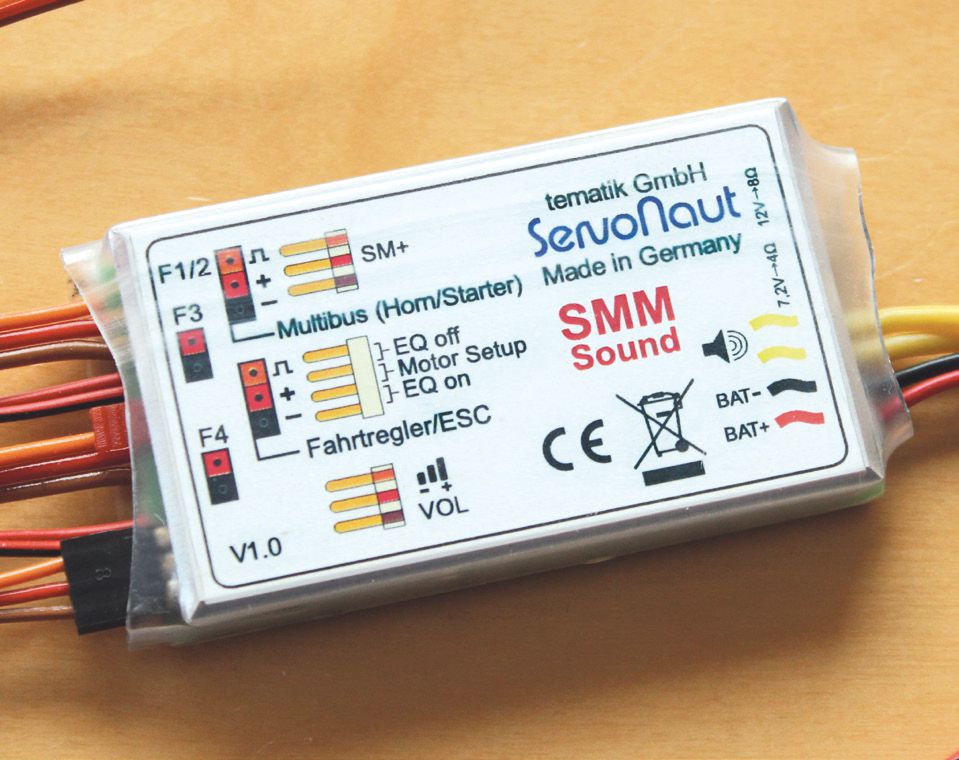 tematik GmbH
ServoNaut
Made in Germany
SMM
Sound
12V→8Ω
7,2V→4Ω
BAT-
BAT+
CE
F1/2
+
-
SM+
F3
Multibus (Horn/Starter)
EQ off
Motor Setup
EQ on
+
-
Fahrtregler/ESC
F4
- +
VOL
V1.0